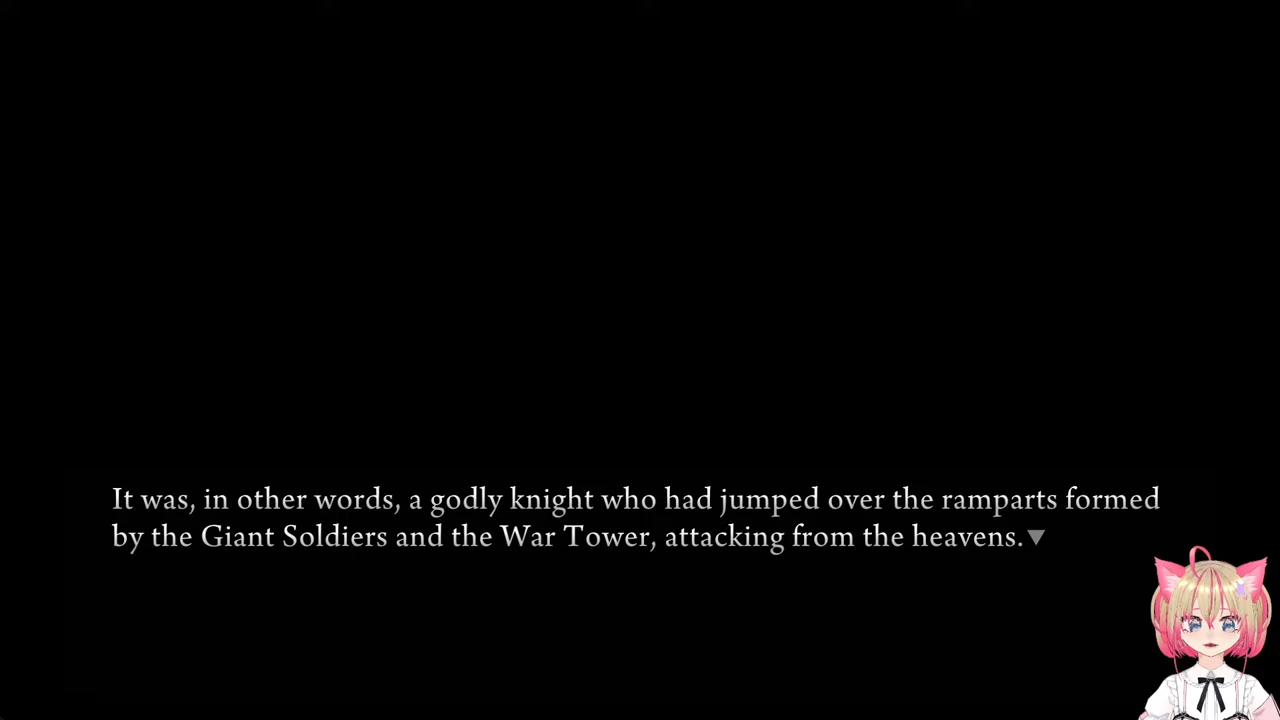 It was, in other words, a godly knight who had jumped over the ramparts formed
by the Giant Soldiers and the War Tower, attacking from the heavens.